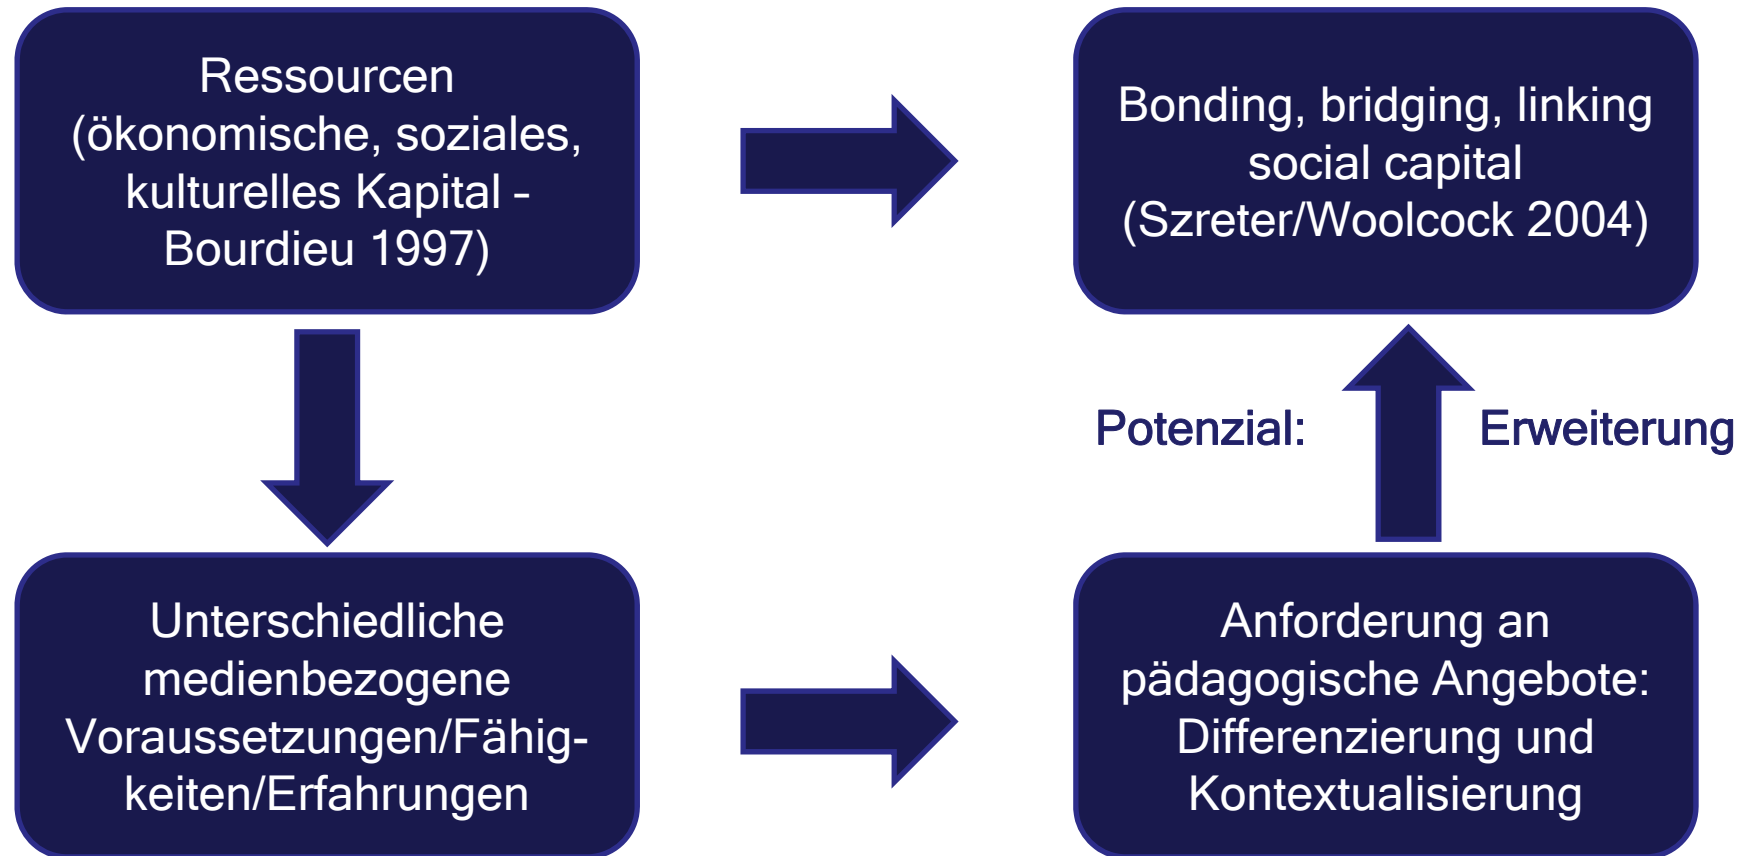 Ressourcen
(ökonomische, soziales,
kulturelles Kapital –
Bourdieu 1997)
Bonding, bridging, linking
social capital
(Szreter/Woolcock 2004)
Potenzial:
Erweiterung
Unterschiedliche
medienbezogene
Voraussetzungen/Fähig-
keiten/Erfahrungen
Anforderung an
pädagogische Angebote:
Differenzierung und
Kontextualisierung